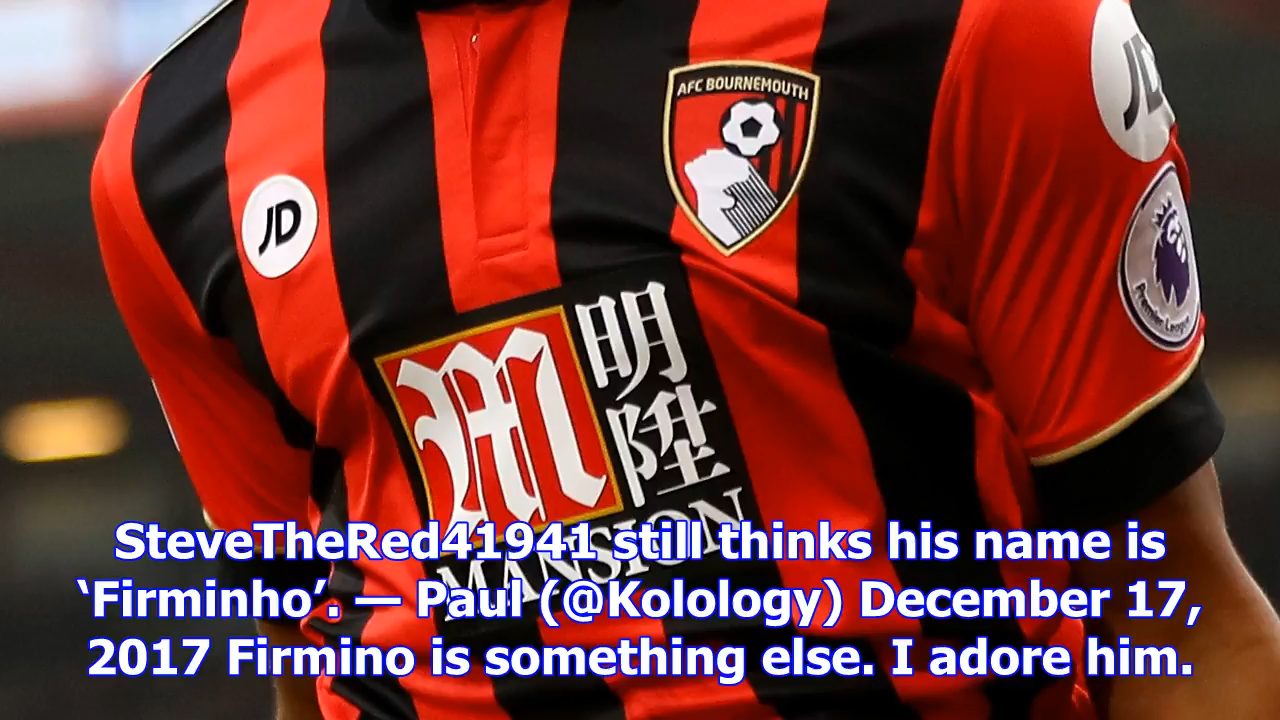 JD
AFC BOURNEMOUTH
JD
Premier League
M
明
昇
MANSION
SteveTheRed41941 still thinks his name is
‘Firminho’. — Paul (@Kolology) December 17,
2017 Firmino is something else. I adore him.